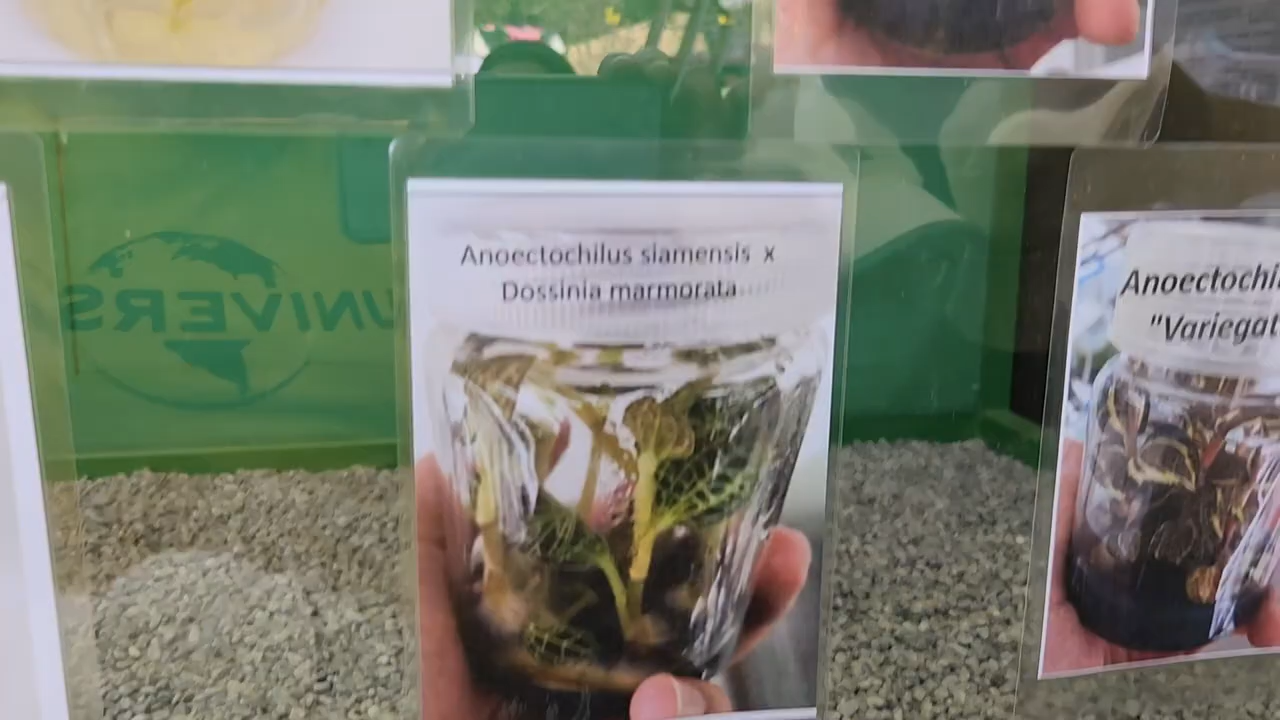 UNIVERS
Anoectochilus siamensis x
Dossinia marmorata
Anoectochi
"Variegat